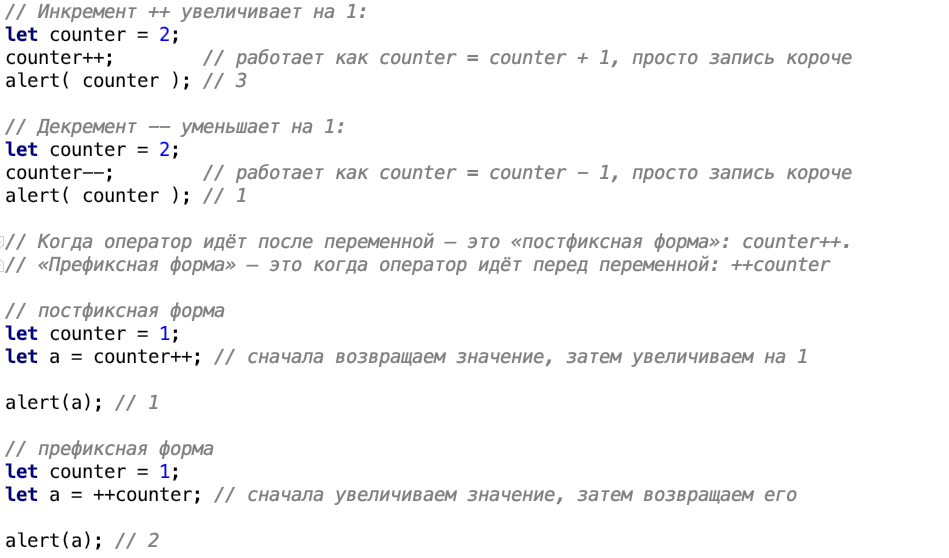 // Инкремент ++ увеличивает на 1:
let counter = 2;
counter++;        // работает как counter = counter + 1, просто запись короче
alert( counter ); // 3
// Декремент -- уменьшает на 1:
let counter = 2;
counter--;        // работает как counter = counter - 1, просто запись короче
alert( counter ); // 1
// Когда оператор идёт после переменной — это «постфиксная форма»: counter++.
// «Префиксная форма» — это когда оператор идёт перед переменной: ++counter
// постфиксная форма
let counter = 1;
let a = counter++; // сначала возвращаем значение, затем увеличиваем на 1
alert(a); // 1
// префиксная форма
let counter = 1;
let a = ++counter; // сначала увеличиваем значение, затем возвращаем его
alert(a); // 2